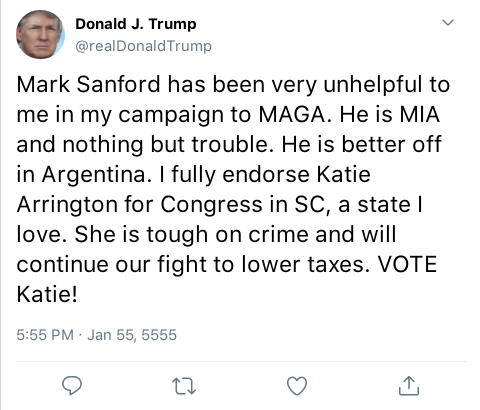 Donald J. Trump
@realDonaldTrump
Mark Sanford has been very unhelpful to
me in my campaign to MAGA. He is MIA
and nothing but trouble. He is better off
in Argentina. I fully endorse Katie
Arrington for Congress in SC, a state I
love. She is tough on crime and will
continue our fight to lower taxes. VOTE
Katie!
5:55 PM · Jan 55, 5555